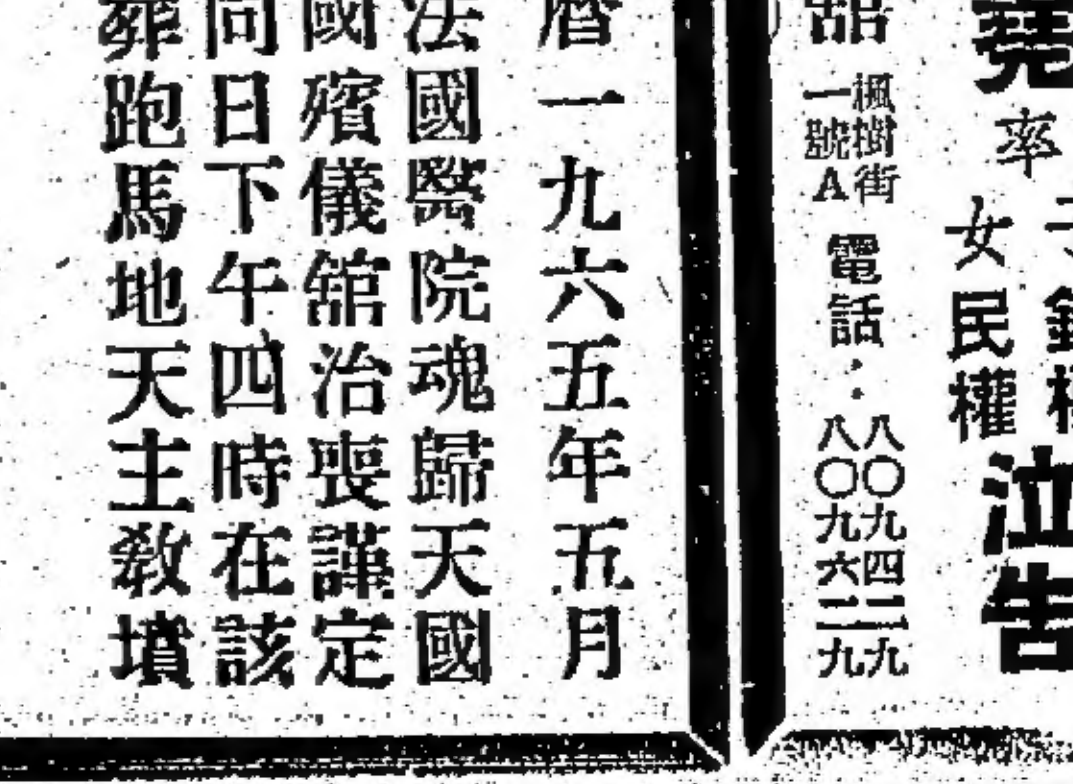 率
女民權
泣告
楓樹街
一號A
電話：
八〇九四二九
八〇九六二九
曆一九六五年五月
法國醫院魂歸天國
國殯儀舘治喪謹定
同日下午四時在該
葬跑馬地天主教墳